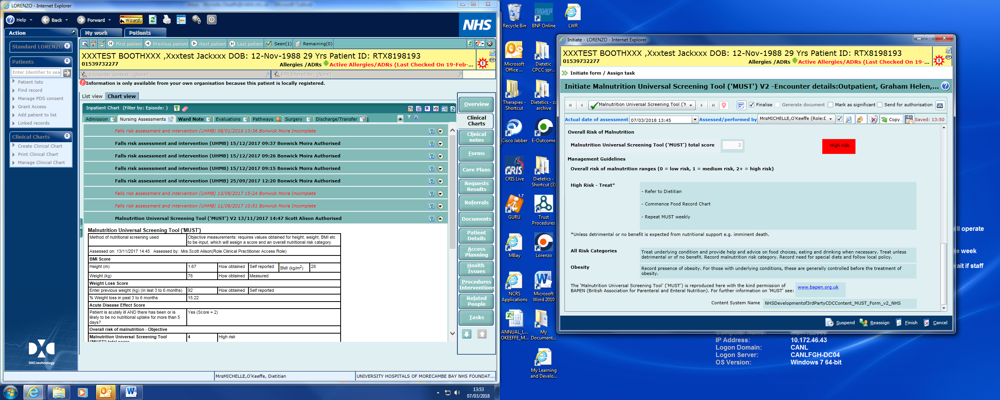 LORENZO - Internet Explorer
Help
Back
Forward
Wizard
NHS
Action
My work
Patients
Standard LORENZO
Patients
Enter Identifier to sea
Patient lists
Find record
Manage PDS consent
Grant Access
Add patient to list
Linked records
Clinical Charts
Create Clinical Chart
Print Clinical Chart
Manage Clinical Chart
DXC.technology
First patient
Previous patient
Next patient
Last patient
Seen(1)
Remaining(0)
XXXTEST BOOTHXXX ,Xxxtest Jackxxx DOB: 12-Nov-1988 29 Yrs Patient ID: RTX8198193
01539732277
Allergies /ADRs Active Allergies/ADRs (Last Checked On 19-Feb-...
RTT
Encounter context: (None)
EPR filtered by: (None)
Information is only available from your own organisation because this patient is locally registered.
List view
Chart view
Inpatient Chart (Filter by: Episode: )
Admission
Nursing Assessments
Ward Note
Evaluations
Pathways
Surgery
Discharge/Transfer
Falls risk assessment and intervention (UHMB) 08/01/2018 13:36 Bonwick Moira Incomplete
Falls risk assessment and intervention (UHMB) 15/12/2017 09:37 Bonwick Moira Authorised
Falls risk assessment and intervention (UHMB) 15/12/2017 09:26 Bonwick Moira Authorised
Falls risk assessment and intervention (UHMB) 15/12/2017 09:15 Bonwick Moira Authorised
Falls risk assessment and intervention (UHMB) 25/09/2017 12:20 Bonwick Moira Authorised
Falls risk assessment and intervention (UHMB) 13/09/2017 15:24 Bonwick Moira Incomplete
Falls risk assessment and intervention (UHMB) 11/09/2017 10:51 Bonwick Moira Incomplete
Malnutrition Universal Screening Tool ('MUST') V2 13/11/2017 14:47 Scott Alison Authorised
Malnutrition Universal Screening Tool ('MUST')
Method of nutritional screening used
Objective measurements: requires values obtained for height, weight, BMI etc
to be input, which will assign a score and an overall nutritional risk category
Assessed on: 13/11/2017 14:45 Assessed by: Mrs.Scott Alison(Role:Clinical Practitioner Access Role)
BMI Score
Height (m) 1.67 How obtained Self reported BMI (kg/m2) 28
Weight (kg) 78 How obtained Measured
Weight Loss Score
Enter previous weight (kg) (In last 3 to 6 months) 92 How obtained Self reported
% Weight loss in past 3 to 6 months 15.22
Acute Disease Effect Score
Patient is acutely ill AND there has been or is
likely to be no nutritional uptake for more than 5
days?
Yes (Score = 2)
Overall risk of malnutrition - Objective
Malnutrition Universal Screening Tool 4 High risk
('MUST') total score
Overview
Clinical
Charts
Clinical
notes
Forms
Care Plans
Requests
Results
Referrals
Documents
Patient
Details
Access
Planning
Health
Issues
Procedures
Interventions
Related
People
Tasks
MrsMICHELLE,O'Keeffe, Dietitian
UNIVERSITY HOSPITALS OF MORECAMBE BAY NHS FOUNDAT...
13:53
07/03/2018
Recycle Bin
BNF
BNF Online
LWR
Microsoft
Office ...
Dietetic
CPCC spr...
Therapies -
Shortcut
Dietetics - zz
archive
Cisco Jabber
E-Outcome
CRIS
CRIS Live
Dietetics -
Shortcut (3)
1.7
GURU
Trust
Procedures
MBay
Lorenzo
NCRS
Applications
Microsoft
Word 2010
ANNUAL_L...
OKEEFFE_M...
My
Document...
My Learning
and Develo...
Initiate - LORENZO - Internet Explorer
XXXTEST BOOTHXXX ,Xxxtest Jackxxx DOB: 12-Nov-1988 29 Yrs Patient ID: RTX8198193
01539732277
Allergies /ADRs Active Allergies/ADRs (Last Checked On 19-...
RTT
Initiate form / Assign task
Initiate Malnutrition Universal Screening Tool ('MUST') V2 -Encounter details:Outpatient, Graham Helen,...
Malnutrition Universal Screening Tool ('M
Finalise
Generate document
Mark as significant
Send for authorisation
Actual date of assessment 07/03/2018 13:45
Assessed/performed by MrsMICHELLE,O'Keeffe (Role:D
Copy..
Saved: 13:50
Overall Risk of Malnutrition
Malnutrition Universal Screening Tool ('MUST') total score 2
High risk
Management Guidelines
Overall risk of malnutrition ranges (0 = low risk, 1 = medium risk, 2+ = high risk)
High Risk - Treat*
- Refer to Dietitian
- Commence Food Record Chart
- Repeat MUST weekly
*Unless detrimental or no benefit is expected from nutritional support e.g. imminent death.
All Risk Categories
Treat underlying condition and provide help and advice on food choices, eating and drinking when necessary. Treat unless
detrimental or of no benefit. Record malnutrition risk category. Record need for special diets and follow local policy.
Obesity
Record presence of obesity. For those with underlying conditions, these are generally controlled before the treatment of
obesity.
The 'Malnutrition Universal Screening Tool' ('MUST') is reproduced here with the kind permission of
BAPEN (British Association for Parenteral and Enteral Nutrition). For further information on 'MUST' see:
www.bapen.org.uk
Content System Name NHSDevelopmentof3rdPartyCDCContent_MUST_Form_v2_NHS
Suspend
Reassign
Finish
Cancel
ll operate
e week
ait if staff
IP Address: 10.172.46.43
Logon Domain: CANL
Logon Server: CANLFGH-DC04
OS Version: Windows 7 64-bit